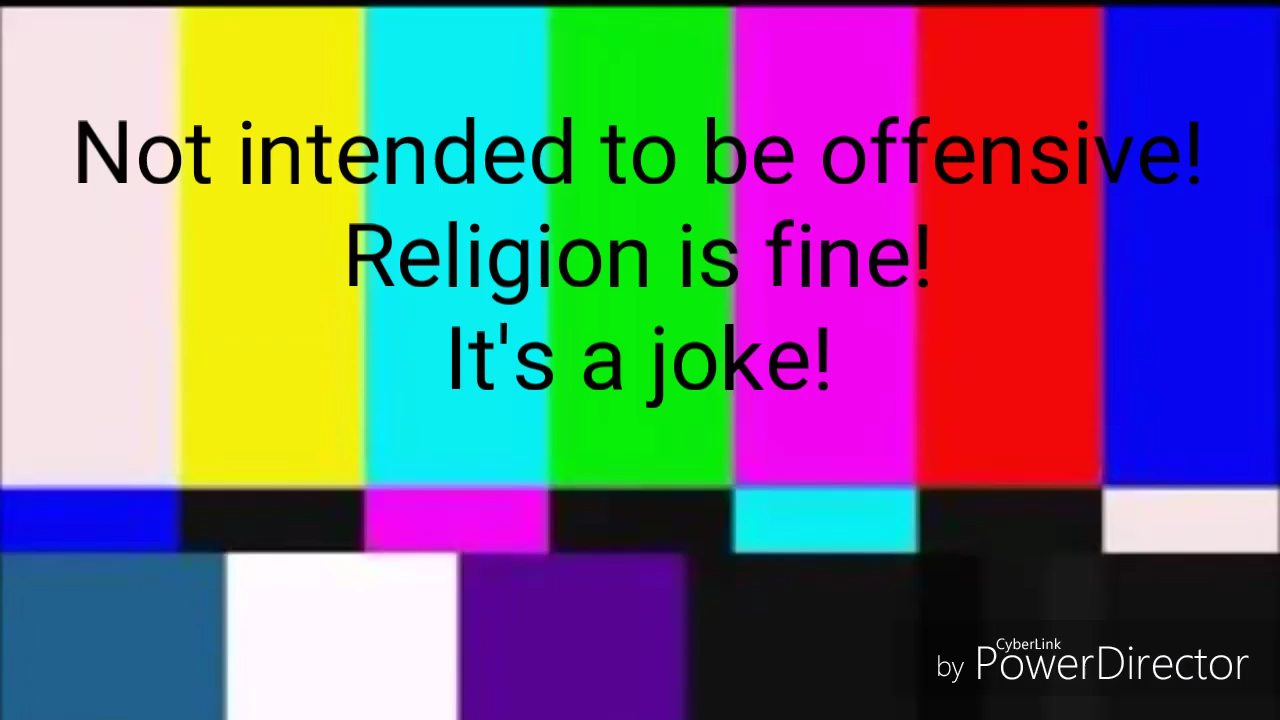 Not intended to be offensive!
Religion is fine!
It's a joke!
CyberLink
by PowerDirector